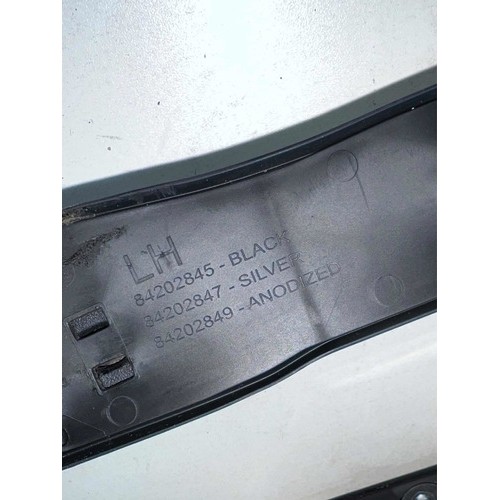 LH
84202845 - BLACK
84202847 - SILVER
84202849 - ANODIZED